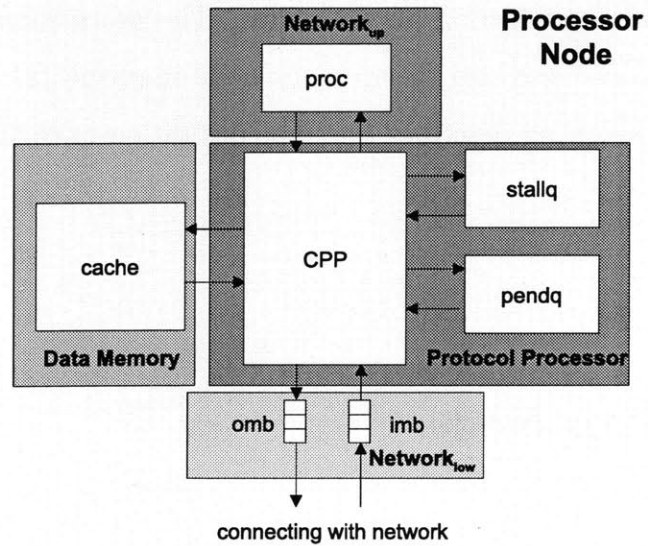 Processor
Node
Network_up
proc
stallq
CPP
cache
pendq
Data Memory
Protocol Processor
omb
imb
Network_low
connecting with network